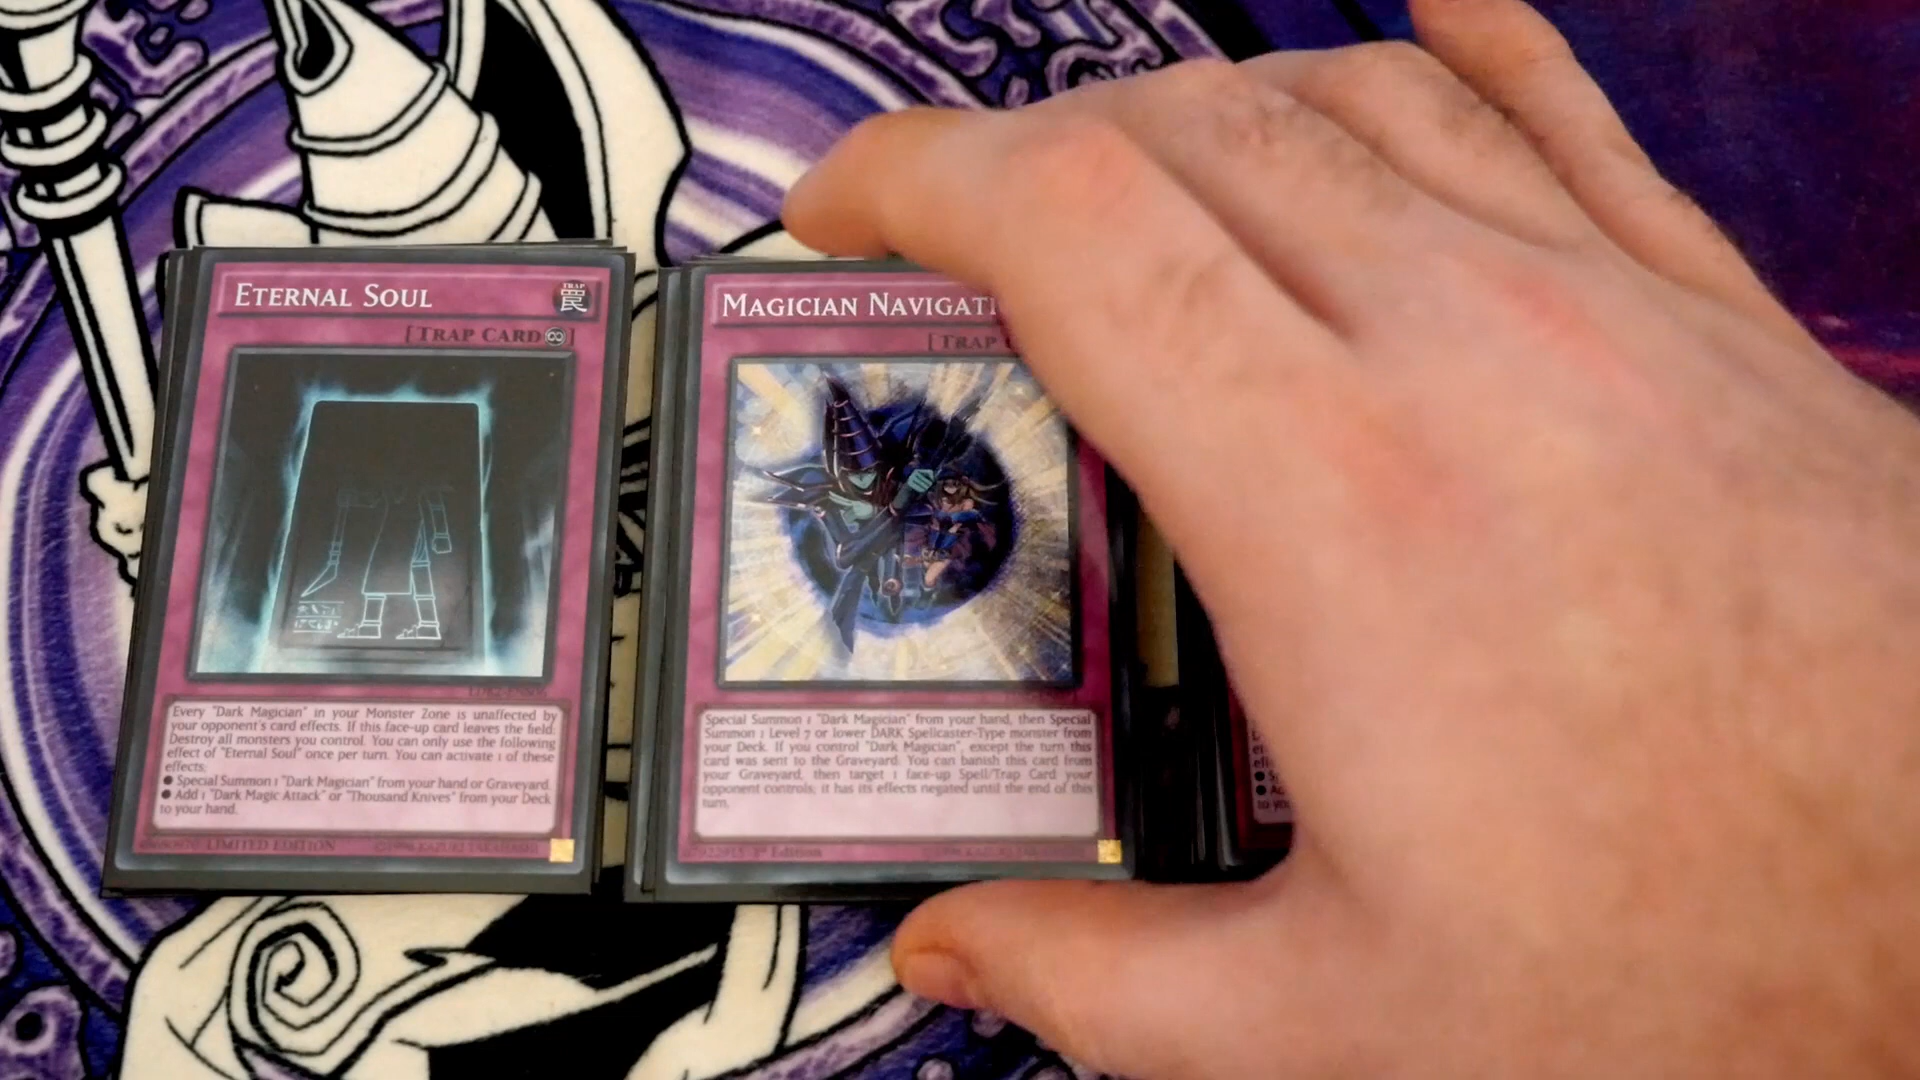 ETERNAL SOUL
TRAP
罠
[TRAP CARD ]
Every "Dark Magician" in your Monster Zone is unaffected by
your opponent's card effects. If this face-up card leaves the field:
Destroy all monsters you control. You can only use the following
effect of "Eternal Soul" once per turn. You can activate 1 of these
effects;
● Special Summon 1 "Dark Magician" from your hand or Graveyard.
● Add 1 "Dark Magic Attack" or "Thousand Knives" from your Deck
to your hand.
LIMITED EDITION
©1996 KAZUKI TAKAHASHI
MAGICIAN NAVIGATI
[TRAP
Special Summon 1 "Dark Magician" from your hand, then Special
Summon 1 Level 7 or lower DARK Spellcaster-Type monster from
your Deck. If you control "Dark Magician", except the turn this
card was sent to the Graveyard: You can banish this card from
your Graveyard, then target 1 face-up Spell/Trap Card your
opponent controls; it has its effects negated until the end of this
turn.
1st Edition
to yo